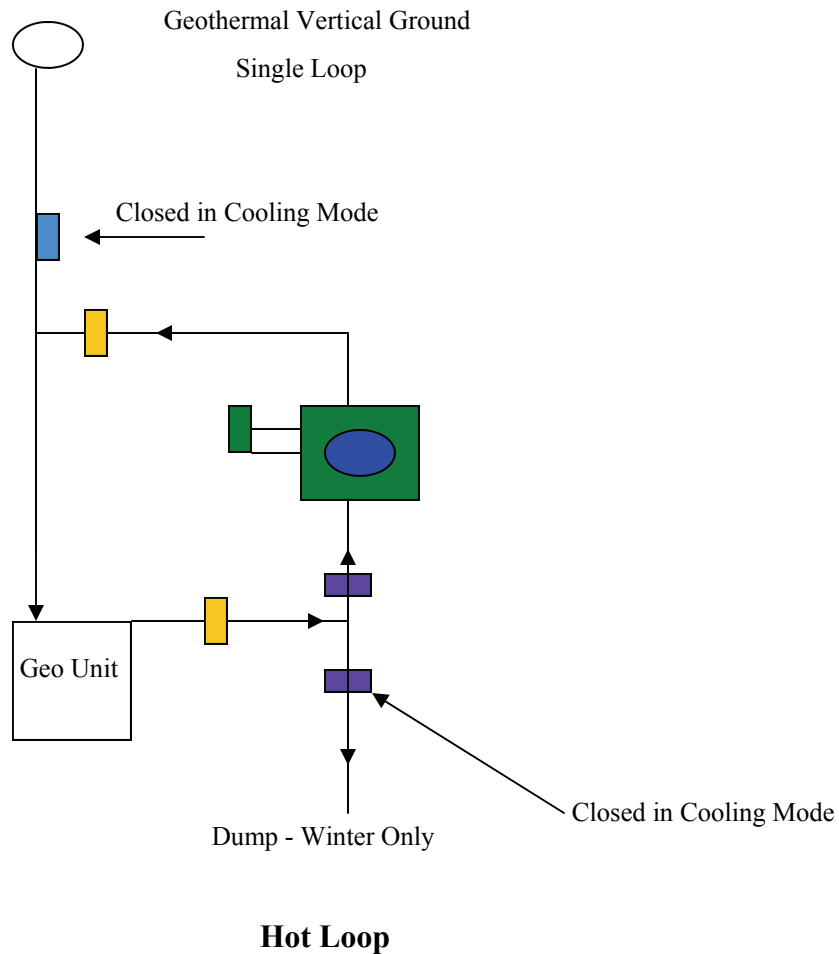 Geothermal Vertical Ground
Single Loop
Closed in Cooling Mode
Geo Unit
Closed in Cooling Mode
Dump - Winter Only
Hot Loop